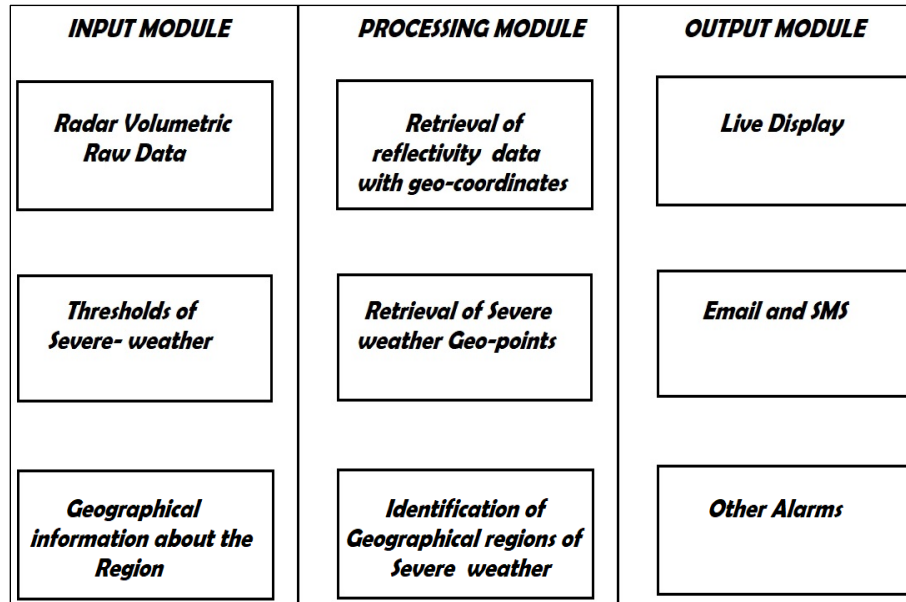 INPUT MODULE
Radar Volumetric
Raw Data
Thresholds of
Severe- weather
Geographical
information about the
Region
PROCESSING MODULE
Retrieval of
reflectivity data
with geo-coordinates
Retrieval of Severe
weather Geo-points
Identification of
Geographical regions of
Severe weather
OUTPUT MODULE
Live Display
Email and SMS
Other Alarms